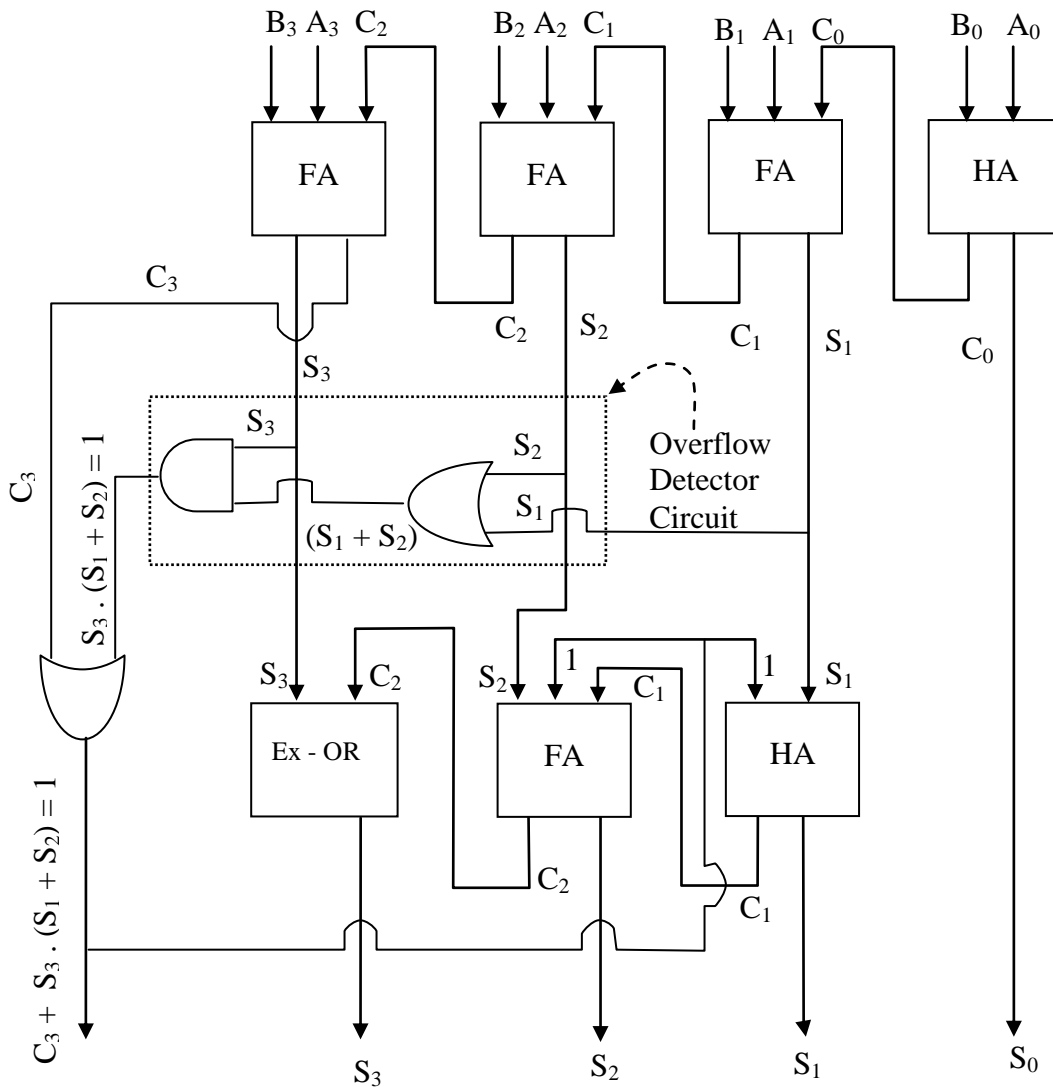 B₃ A₃ C₂ B₂ A₂ C₁ B₁ A₁ C₀ B₀ A₀
FA FA FA HA
C₃
C₂ S₂ C₁ S₁ C₀
S₃
S₃
S₂
S₁
(S₁ + S₂)
Overflow
Detector
Circuit
C₃
S₃ . (S₁ + S₂) = 1
S₃ C₂ S₂ 1 C₁ 1 S₁
Ex - OR FA HA
C₂ C₁
C₃ + S₃ . (S₁ + S₂) = 1
S₃ S₂ S₁ S₀